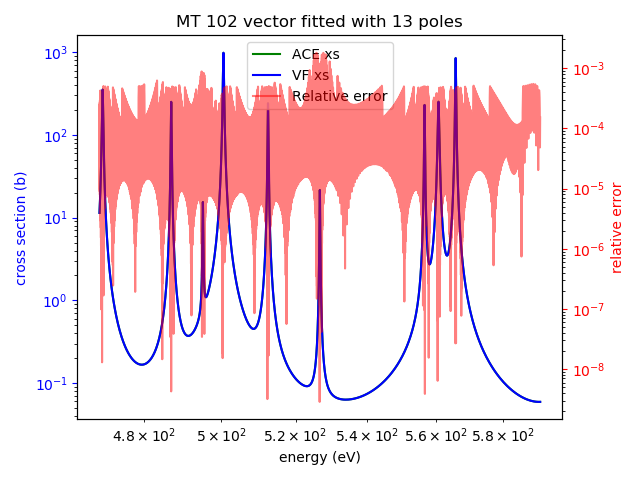 MT 102 vector fitted with 13 poles
ACE xs
VF xs
Relative error
cross section (b)
10³
10²
10¹
10⁰
10⁻¹
10⁻³
10⁻⁴
10⁻⁵
10⁻⁶
10⁻⁷
10⁻⁸
relative error
4.8 × 10² 5 × 10² 5.2 × 10² 5.4 × 10² 5.6 × 10² 5.8 × 10²
energy (eV)